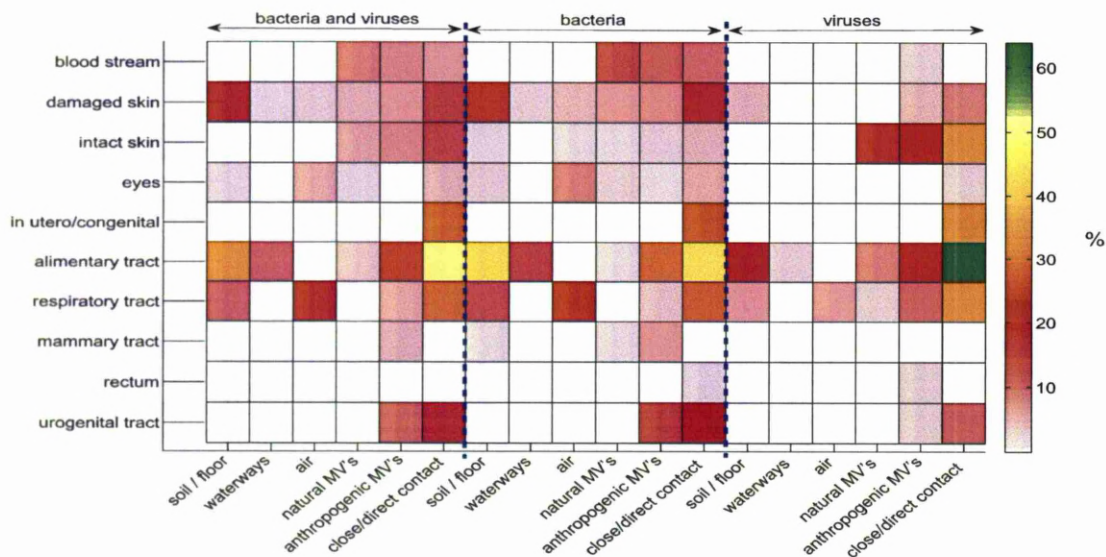 bacteria and viruses
bacteria
viruses
blood stream
damaged skin
intact skin
eyes
in utero/congenital
alimentary tract
respiratory tract
mammary tract
rectum
urogenital tract
soil / floor
waterways
air
natural MV's
anthropogenic MV's
close/direct contact
soil / floor
waterways
air
natural MV's
anthropogenic MV's
close/direct contact
soil / floor
waterways
air
natural MV's
anthropogenic MV's
close/direct contact
60
50
40
30
20
10
%